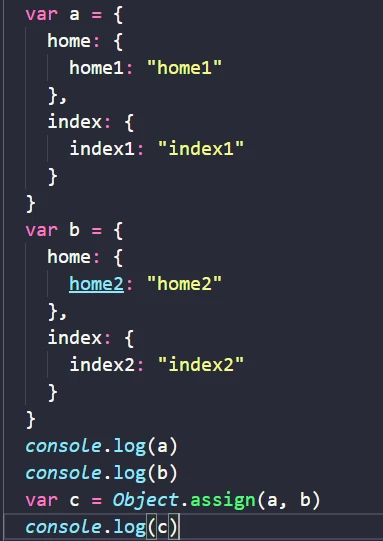 var a = {
  home: {
    home1: "home1"
  },
  index: {
    index1: "index1"
  }
}
var b = {
  home: {
    home2: "home2"
  },
  index: {
    index2: "index2"
  }
}
console.log(a)
console.log(b)
var c = Object.assign(a, b)
console.log(c)